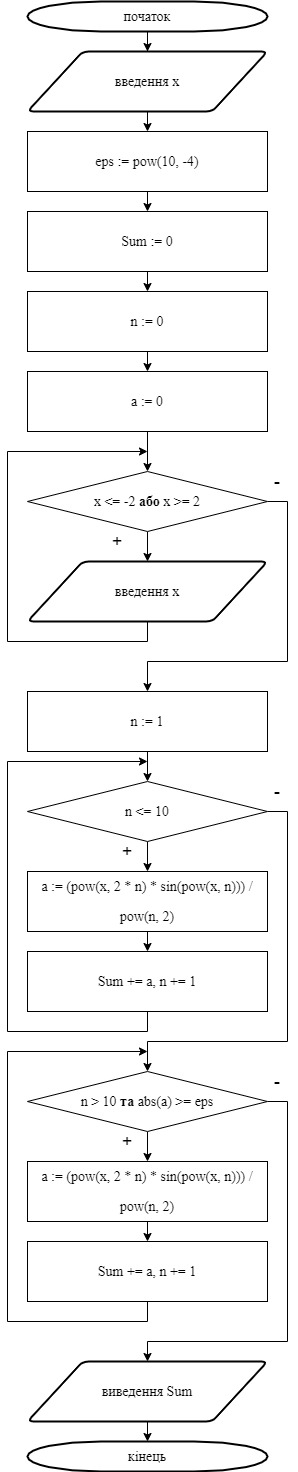 початок
введення x
eps := pow(10, -4)
Sum := 0
n := 0
a := 0
x <= -2 або x >= 2
-
+
введення x
n := 1
n <= 10
-
+
a := (pow(x, 2 * n) * sin(pow(x, n))) /
pow(n, 2)
Sum += a, n += 1
n > 10 та abs(a) >= eps
-
+
a := (pow(x, 2 * n) * sin(pow(x, n))) /
pow(n, 2)
Sum += a, n += 1
виведення Sum
кінець